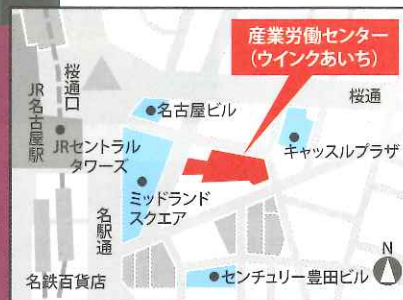 産業労働センター
(ウインクあいち)
桜通口
桜通
JR名古屋駅
名古屋ビル
キャッスルプラザ
JRセントラル
タワーズ
ミッドランド
スクエア
名駅通
名鉄百貨店
センチュリー豊田ビル
N